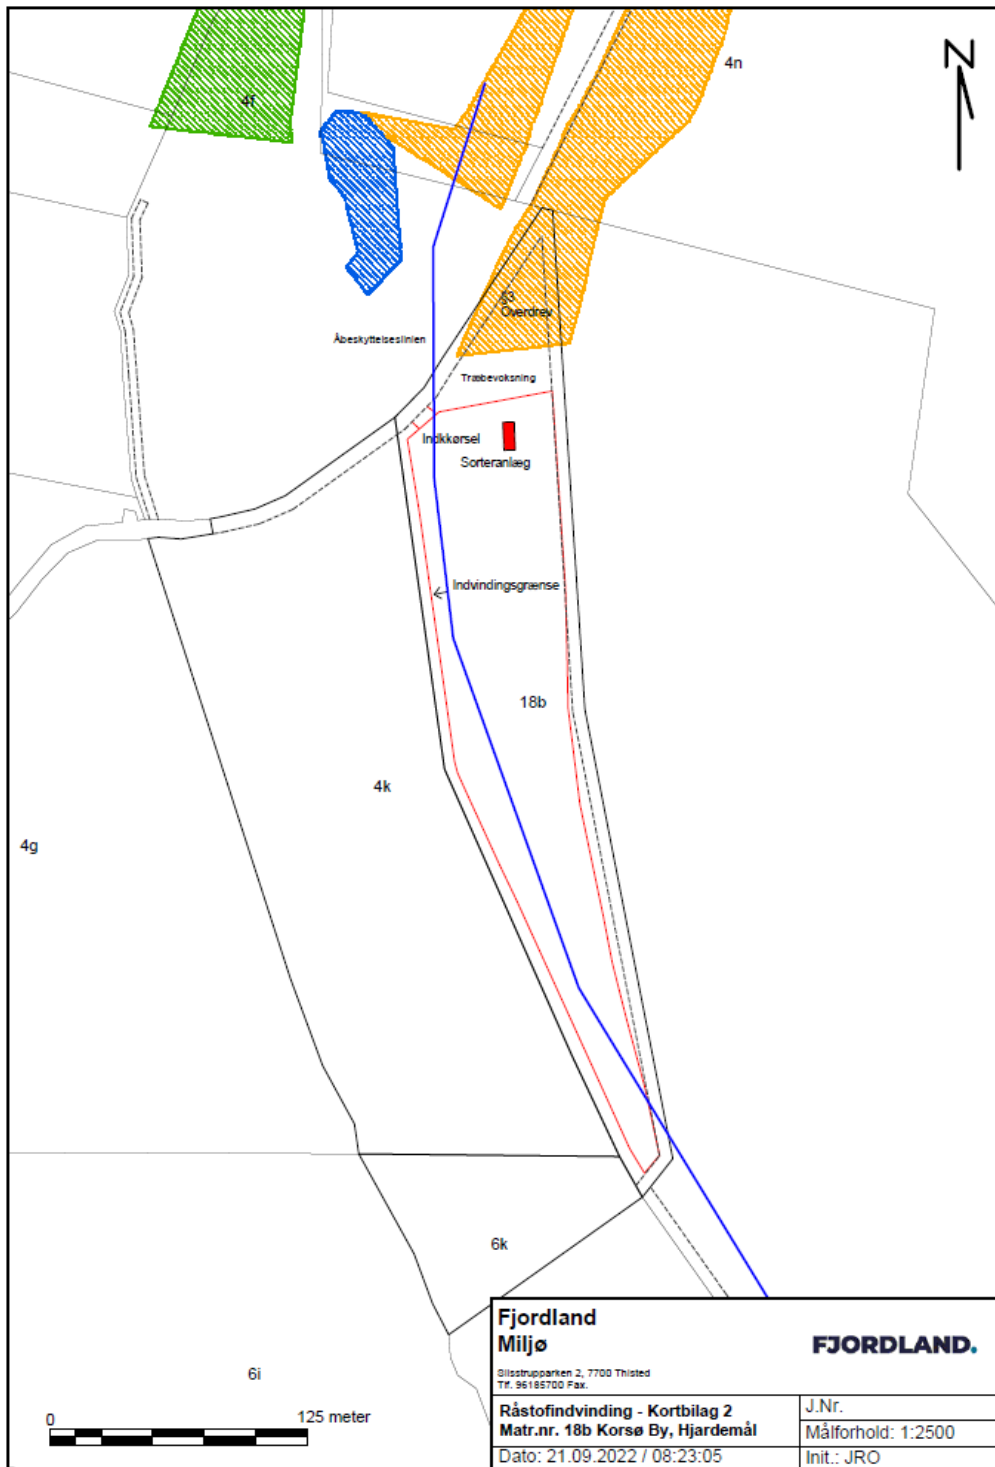 4n
N
4f
§3
Overdrev
Åbeskyttelseslinien
Træbevoksning
Indkkørsel
Sorteranlæg
Indvindingsgrænse
18b
4k
4g
6k
6i
0
125 meter
Fjordland
Miljø
FJORDLAND.
Silstrupparken 2, 7700 Thisted
Tlf. 96185700 Fax.
Råstofindvinding - Kortbilag 2
Matr.nr. 18b Korsø By, Hjardemål
J.Nr.
Målforhold: 1:2500
Dato: 21.09.2022 / 08:23:05
Init.: JRO